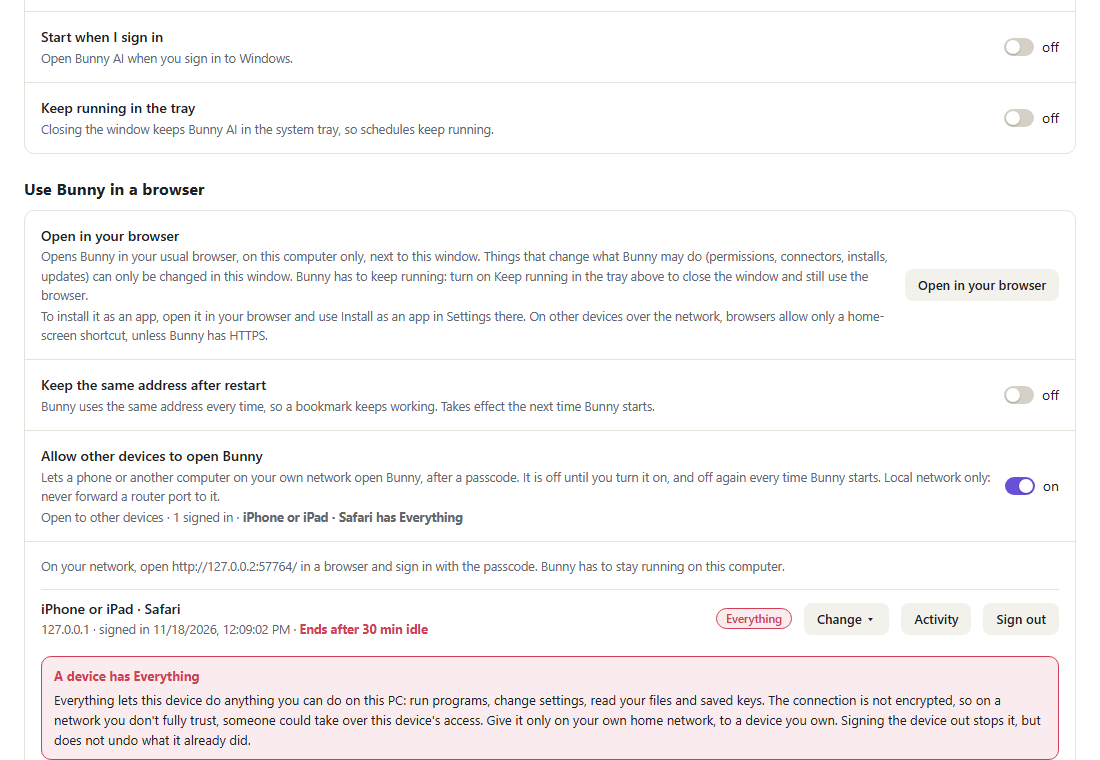 Start when I sign in
Open Bunny AI when you sign in to Windows.
off
Keep running in the tray
Closing the window keeps Bunny AI in the system tray, so schedules keep running.
off
Use Bunny in a browser
Open in your browser
Opens Bunny in your usual browser, on this computer only, next to this window. Things that change what Bunny may do (permissions, connectors, installs,
updates) can only be changed in this window. Bunny has to keep running: turn on Keep running in the tray above to close the window and still use the
browser.
To install it as an app, open it in your browser and use Install as an app in Settings there. On other devices over the network, browsers allow only a home-
screen shortcut, unless Bunny has HTTPS.
Open in your browser
Keep the same address after restart
Bunny uses the same address every time, so a bookmark keeps working. Takes effect the next time Bunny starts.
off
Allow other devices to open Bunny
Lets a phone or another computer on your own network open Bunny, after a passcode. It is off until you turn it on, and off again every time Bunny starts. Local network only:
never forward a router port to it.
Open to other devices · 1 signed in · iPhone or iPad · Safari has Everything
on
On your network, open http://127.0.0.2:57764/ in a browser and sign in with the passcode. Bunny has to stay running on this computer.
iPhone or iPad · Safari
127.0.0.1 · signed in 11/18/2026, 12:09:02 PM · Ends after 30 min idle
Everything
Change
Activity
Sign out
A device has Everything
Everything lets this device do anything you can do on this PC: run programs, change settings, read your files and saved keys. The connection is not encrypted, so on a
network you don't fully trust, someone could take over this device's access. Give it only on your own home network, to a device you own. Signing the device out stops it, but
does not undo what it already did.